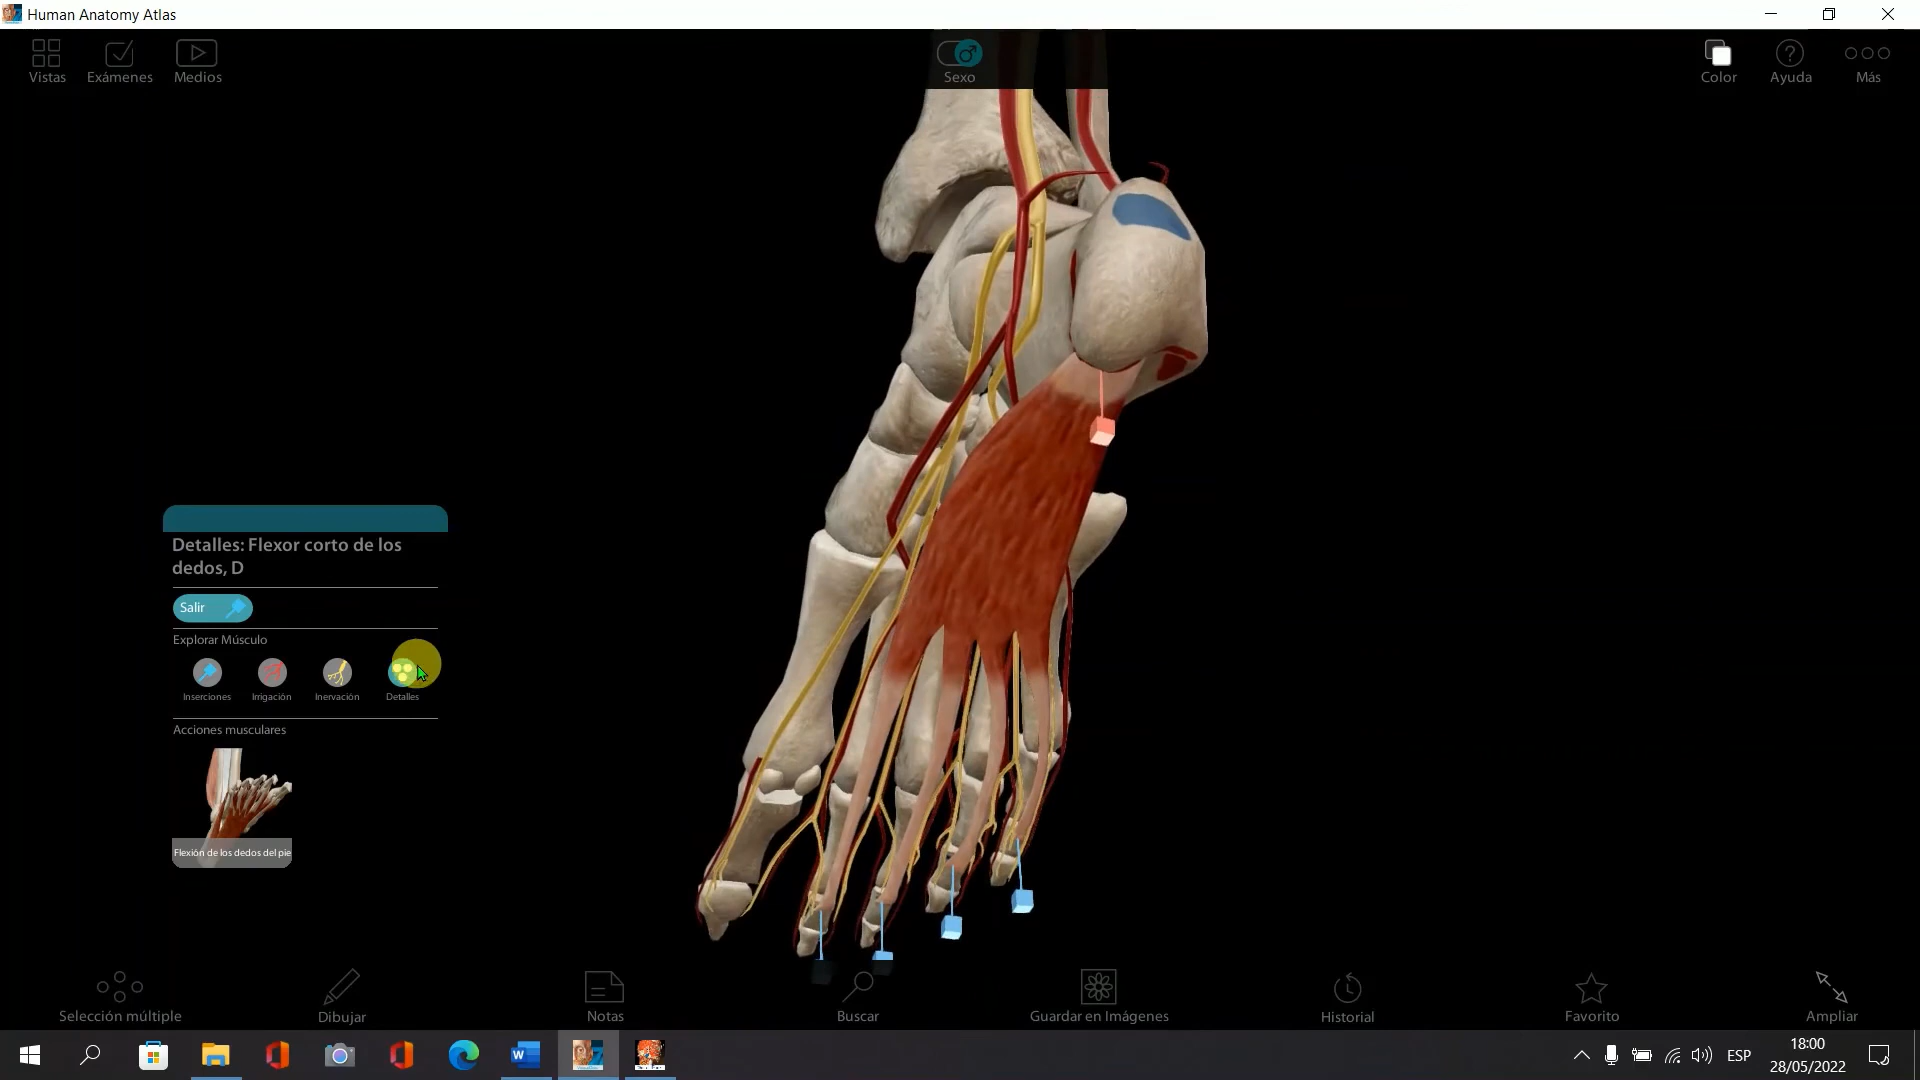 Human Anatomy Atlas
Vistas
Exámenes
Medios
Sexo
Color
Ayuda
Más
Detalles: Flexor corto de los
dedos, D
Salir
Explorar Músculo
Inserciones
Irrigación
Inervación
Detalles
Acciones musculares
Flexión de los dedos del pie
Selección múltiple
Dibujar
Notas
Buscar
Guardar en Imágenes
Historial
Favorito
Ampliar
W
7
ESP
18:00
28/05/2022